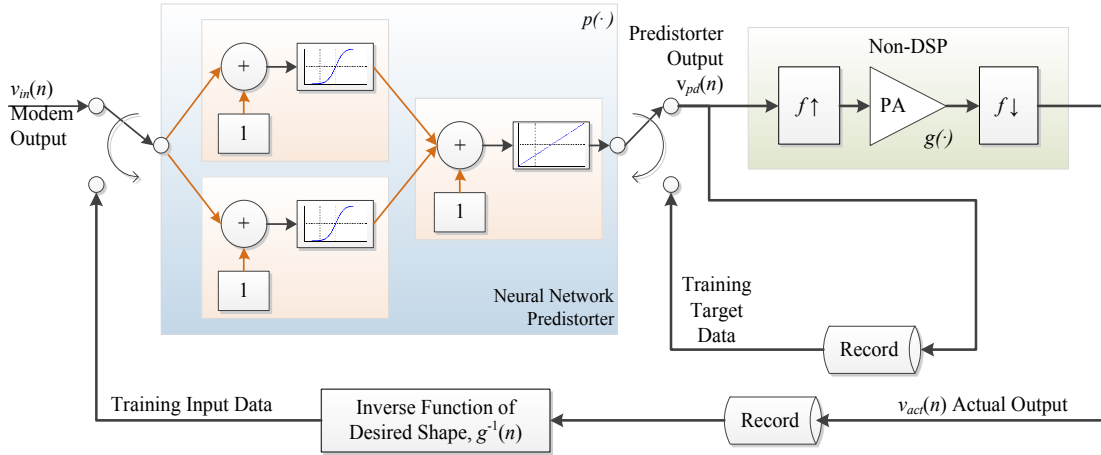 p(·)
v_in(n)
Modem
Output
+
1
+
1
+
1
Neural Network
Predistorter
Predistorter
Output
v_pd(n)
Non-DSP
f↑
PA
g(·)
f↓
Training
Target
Data
Record
Training Input Data
Inverse Function of
Desired Shape, g⁻¹(n)
Record
v_act(n) Actual Output